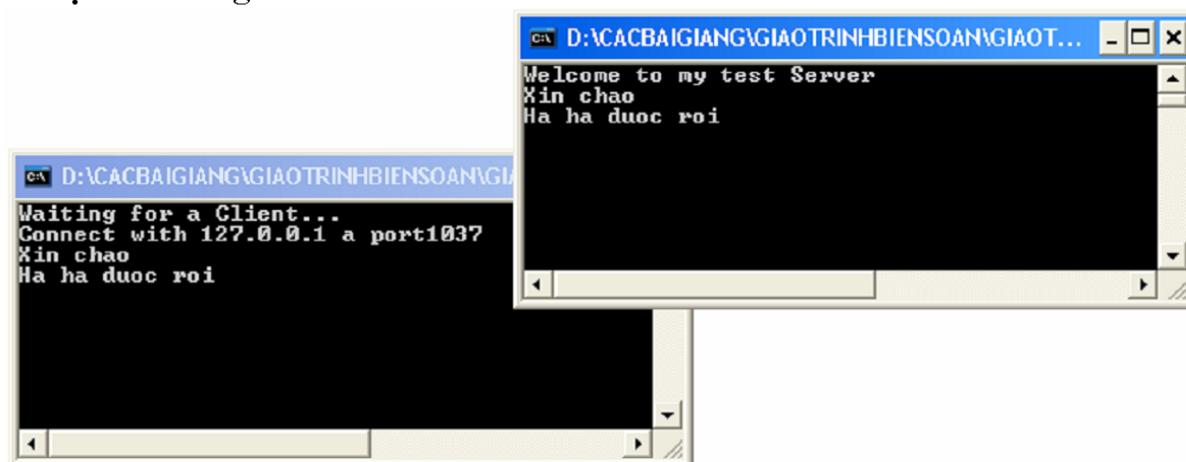 D:\CACBAIGIANG\GIAOTRINHBIENSOAN\GIAOT...
Welcome to my test Server
Xin chao
Ha ha duoc roi
D:\CACBAIGIANG\GIAOTRINHBIENSOAN\GIA
Waiting for a Client...
Connect with 127.0.0.1 a port1037
Xin chao
Ha ha duoc roi